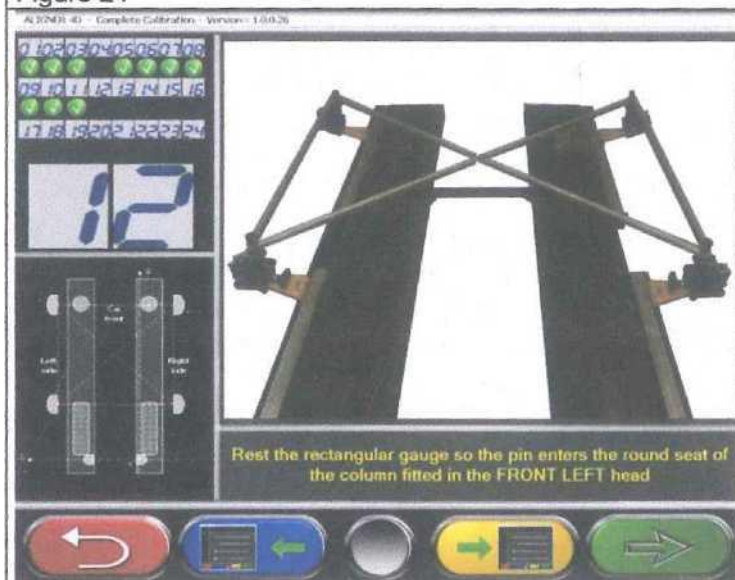 ALIGNER 4D - Complete Calibration - Version : 1.0.0.26
01 02 03 04 05 06 07 08
09 10 11 12 13 14 15 16
17 18 19 20 21 22 23 24
12
Car
front
Left
side
Right
side
Rest the rectangular gauge so the pin enters the round seat of
the column fitted in the FRONT LEFT head